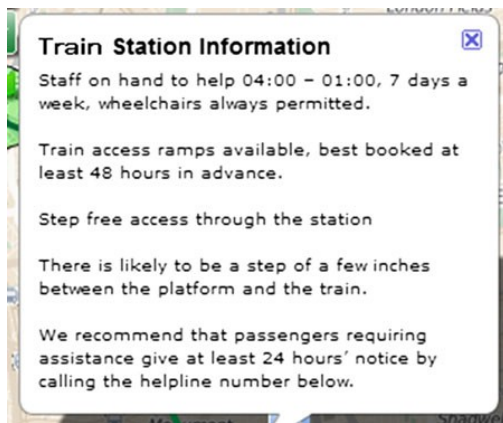 London Fields
Train Station Information
Staff on hand to help 04:00 – 01:00, 7 days a
week, wheelchairs always permitted.
Train access ramps available, best booked at
least 48 hours in advance.
Step free access through the station
There is likely to be a step of a few inches
between the platform and the train.
We recommend that passengers requiring
assistance give at least 24 hours’ notice by
calling the helpline number below.
Monument